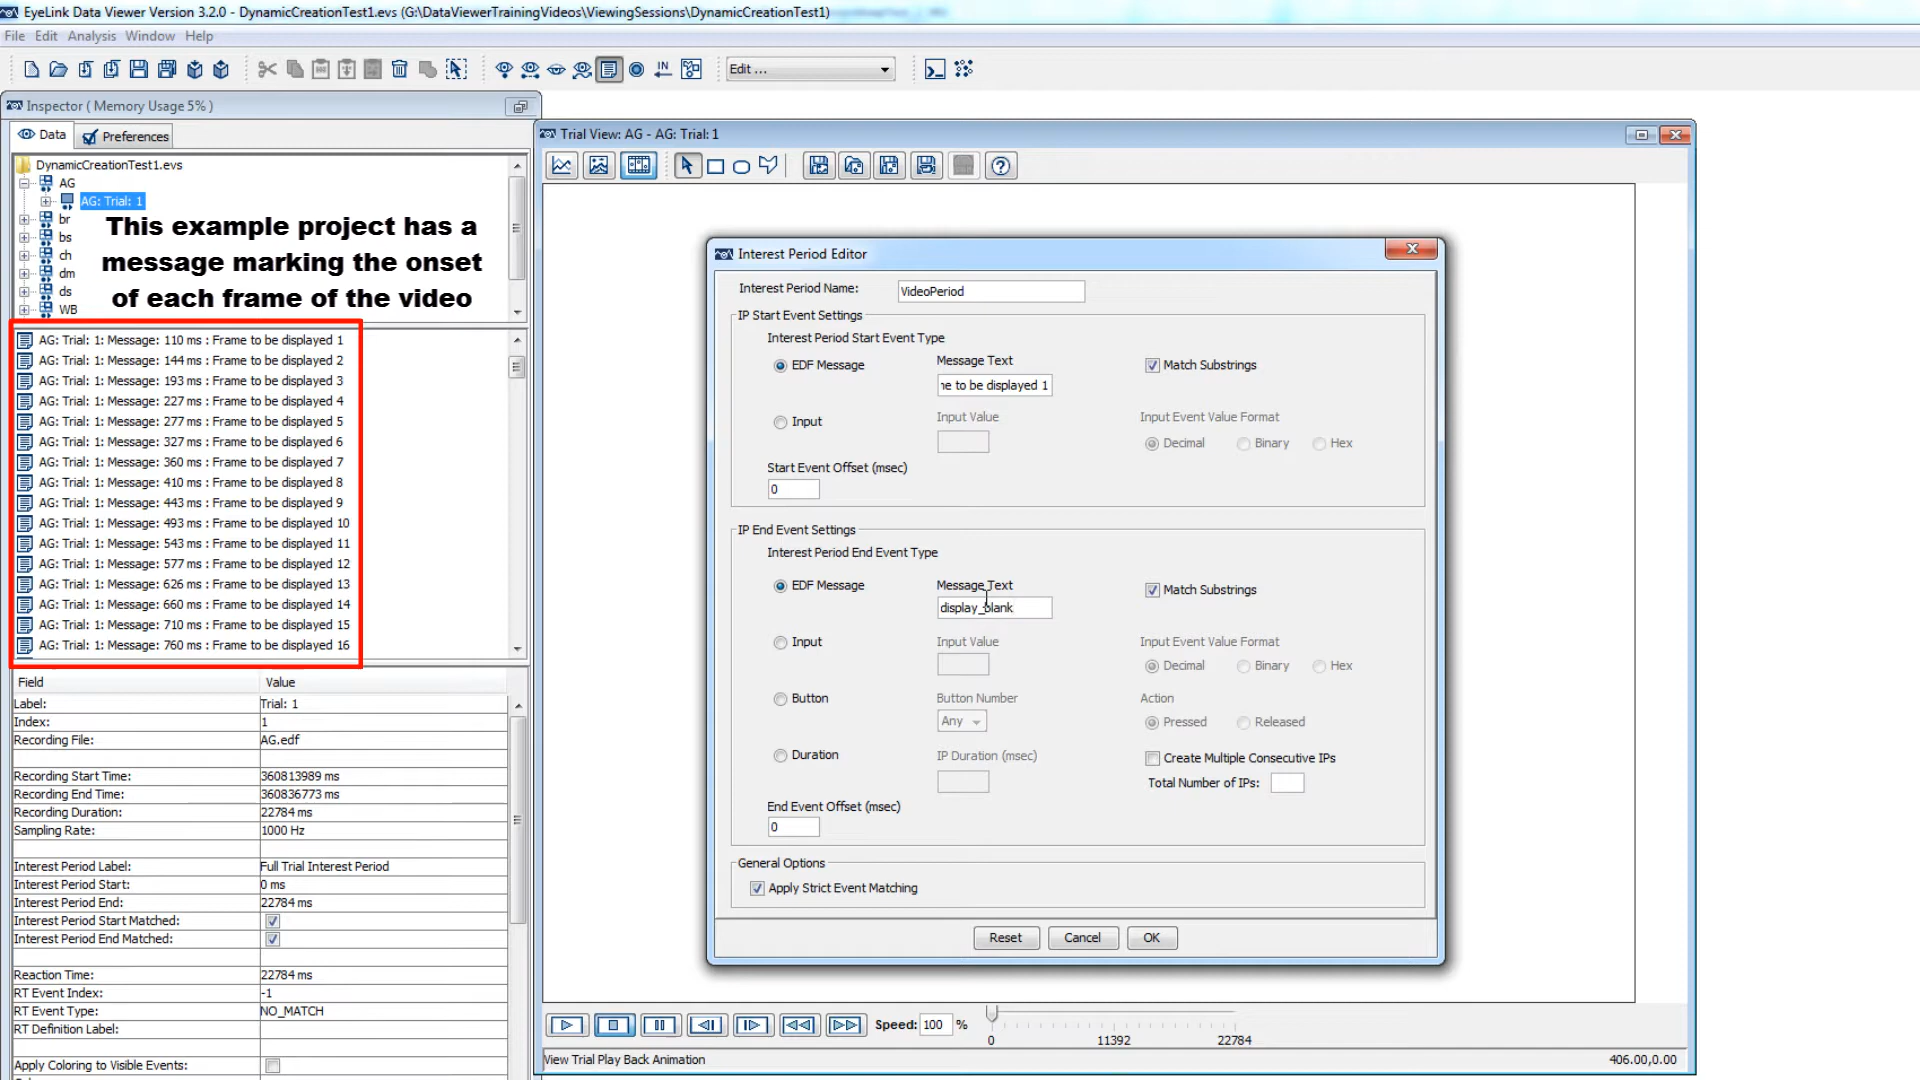 EyeLink Data Viewer Version 3.2.0 - DynamicCreationTest1.evs (G:\DataViewerTrainingVideos\ViewingSessions\DynamicCreationTest1)
File Edit Analysis Window Help
IN
Edit ...
Inspector ( Memory Usage 5% )
Data
Preferences
DynamicCreationTest1.evs
AG
AG: Trial: 1
br
bs
ch
dm
ds
WB
This example project has a
message marking the onset
of each frame of the video
AG: Trial: 1: Message: 110 ms : Frame to be displayed 1
AG: Trial: 1: Message: 144 ms : Frame to be displayed 2
AG: Trial: 1: Message: 193 ms : Frame to be displayed 3
AG: Trial: 1: Message: 227 ms : Frame to be displayed 4
AG: Trial: 1: Message: 277 ms : Frame to be displayed 5
AG: Trial: 1: Message: 327 ms : Frame to be displayed 6
AG: Trial: 1: Message: 360 ms : Frame to be displayed 7
AG: Trial: 1: Message: 410 ms : Frame to be displayed 8
AG: Trial: 1: Message: 443 ms : Frame to be displayed 9
AG: Trial: 1: Message: 493 ms : Frame to be displayed 10
AG: Trial: 1: Message: 543 ms : Frame to be displayed 11
AG: Trial: 1: Message: 577 ms : Frame to be displayed 12
AG: Trial: 1: Message: 626 ms : Frame to be displayed 13
AG: Trial: 1: Message: 660 ms : Frame to be displayed 14
AG: Trial: 1: Message: 710 ms : Frame to be displayed 15
AG: Trial: 1: Message: 760 ms : Frame to be displayed 16
Field Value
Label: Trial: 1
Index: 1
Recording File: AG.edf
Recording Start Time: 360813989 ms
Recording End Time: 360836773 ms
Recording Duration: 22784 ms
Sampling Rate: 1000 Hz
Interest Period Label: Full Trial Interest Period
Interest Period Start: 0 ms
Interest Period End: 22784 ms
Interest Period Start Matched:
Interest Period End Matched:
Reaction Time: 22784 ms
RT Event Index: -1
RT Event Type: NO_MATCH
RT Definition Label:
Apply Coloring to Visible Events:
Trial View: AG - AG: Trial: 1
Interest Period Editor
Interest Period Name: VideoPeriod
IP Start Event Settings
Interest Period Start Event Type
EDF Message Message Text Match Substrings
ne to be displayed 1
Input Input Value Input Event Value Format
Decimal Binary Hex
Start Event Offset (msec)
0
IP End Event Settings
Interest Period End Event Type
EDF Message Message Text Match Substrings
display_blank
Input Input Value Input Event Value Format
Decimal Binary Hex
Button Button Number Action
Any Pressed Released
Duration IP Duration (msec) Create Multiple Consecutive IPs
Total Number of IPs:
End Event Offset (msec)
0
General Options
Apply Strict Event Matching
Reset Cancel OK
Speed: 100 %
0 11392 22784
View Trial Play Back Animation 406.00,0.00